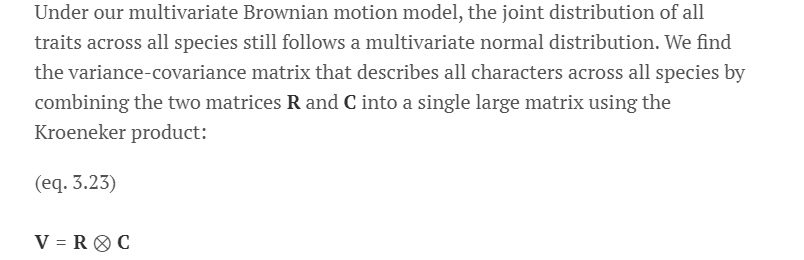 Under our multivariate Brownian motion model, the joint distribution of all
traits across all species still follows a multivariate normal distribution. We find
the variance-covariance matrix that describes all characters across all species by
combining the two matrices R and C into a single large matrix using the
Kroeneker product:
(eq. 3.23)
V = R ⊗ C